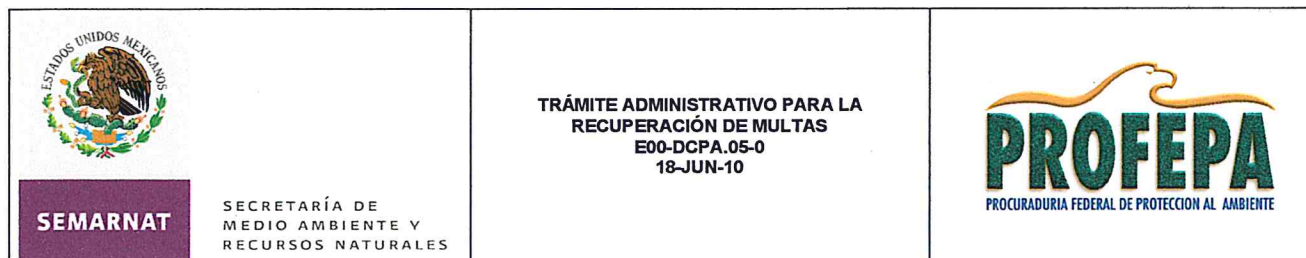 ESTADOS UNIDOS MEXICANOS
SEMARNAT
SECRETARÍA DE
MEDIO AMBIENTE Y
RECURSOS NATURALES
TRÁMITE ADMINISTRATIVO PARA LA
RECUPERACIÓN DE MULTAS
E00-DCPA.05-0
18-JUN-10
PROFEPA
PROCURADURIA FEDERAL DE PROTECCION AL AMBIENTE